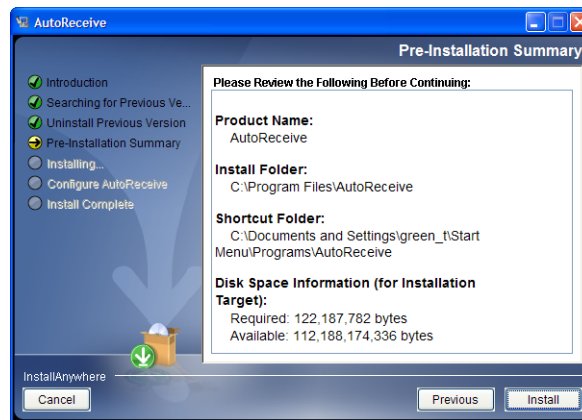 AutoReceive
Pre-Installation Summary
Introduction
Searching for Previous Ve...
Uninstall Previous Version
Pre-Installation Summary
Installing...
Configure AutoReceive
Install Complete
Please Review the Following Before Continuing:
Product Name:
AutoReceive
Install Folder:
C:\Program Files\AutoReceive
Shortcut Folder:
C:\Documents and Settings\green_t\Start
Menu\Programs\AutoReceive
Disk Space Information (for Installation
Target):
Required: 122,187,782 bytes
Available: 112,188,174,336 bytes
InstallAnywhere
Cancel
Previous
Install